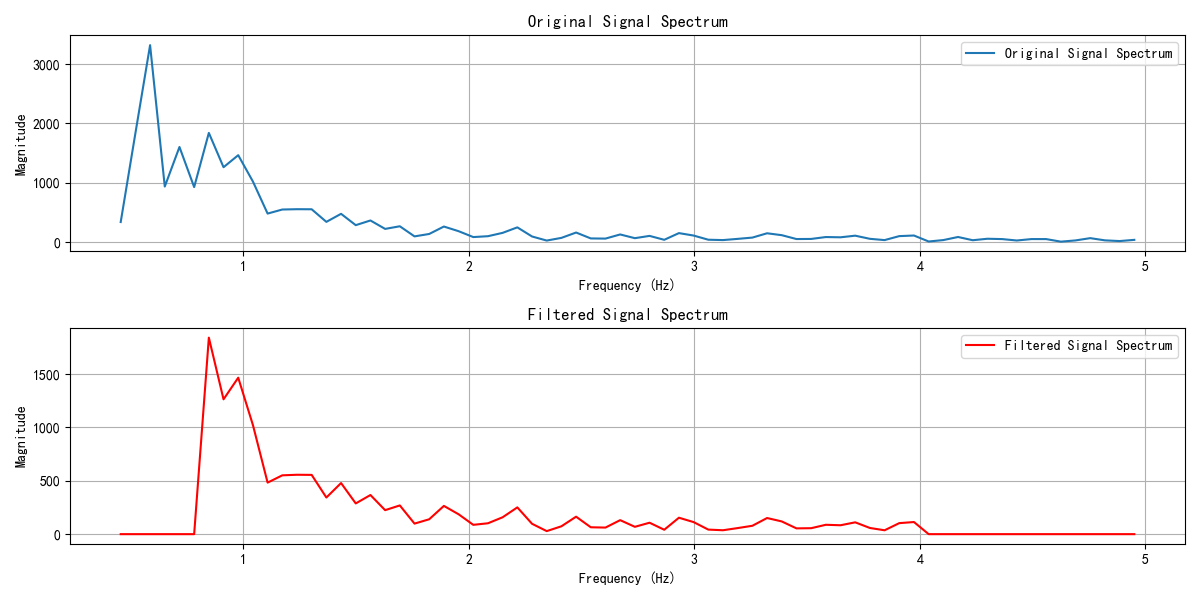 Original Signal Spectrum
Original Signal Spectrum
Magnitude
3000
2000
1000
0
1 2 3 4 5
Frequency (Hz)
Filtered Signal Spectrum
Filtered Signal Spectrum
Magnitude
1500
1000
500
0
1 2 3 4 5
Frequency (Hz)